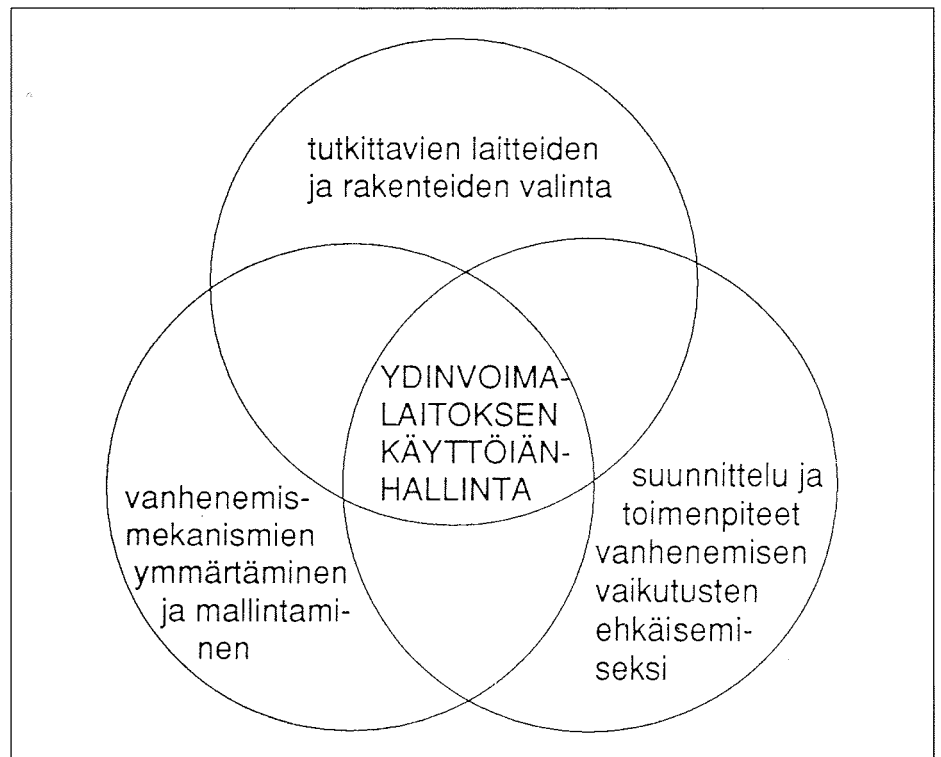 tutkittavien laitteiden
ja rakenteiden valinta
YDINVOIMA-
LAITOKSEN
KÄYTTÖIÄN-
HALLINTA
vanhenemis-
mekanismien
ymmärtäminen
ja mallintami-
nen
suunnittelu ja
toimenpiteet
vanhenemisen
vaikutusten
ehkäisemi-
seksi